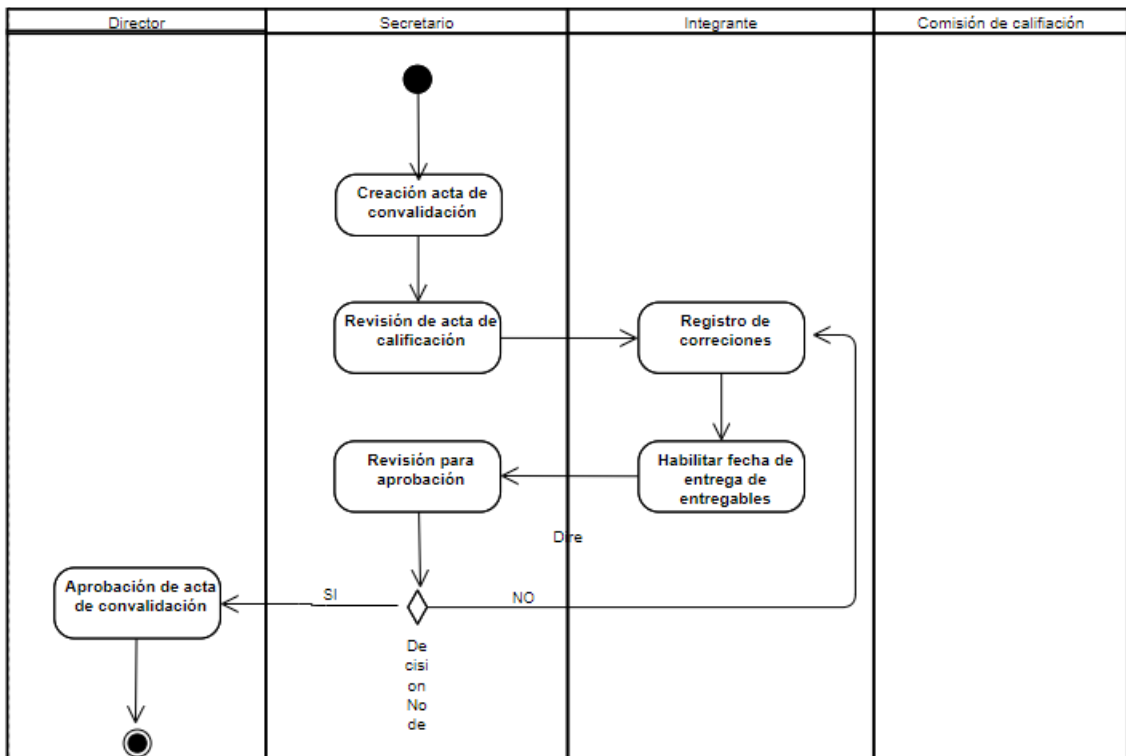 Director
Secretario
Integrante
Comisión de califiación
Creación acta de
convalidación
Revisión de acta de
calificación
Registro de
correciones
Revisión para
aprobación
Habilitar fecha de
entrega de
entregables
Dire
Aprobación de acta
de convalidación
SI
NO
De
cisi
on
No
de